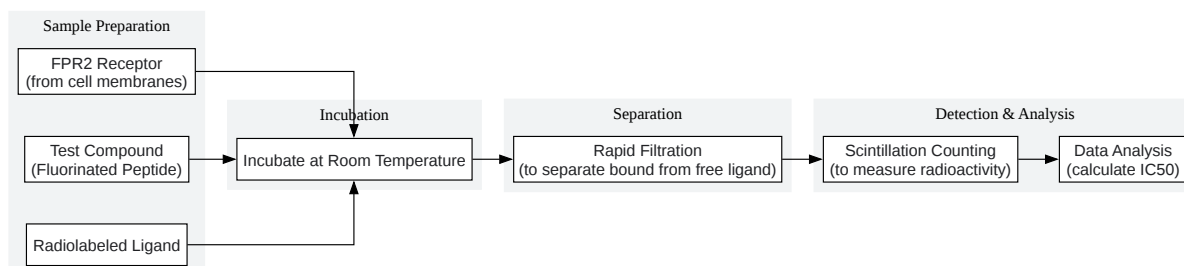 Sample Preparation
FPR2 Receptor
(from cell membranes)
Test Compound
(Fluorinated Peptide)
Radiolabeled Ligand
Incubation
Incubate at Room Temperature
Separation
Rapid Filtration
(to separate bound from free ligand)
Detection & Analysis
Scintillation Counting
(to measure radioactivity)
Data Analysis
(calculate IC50)